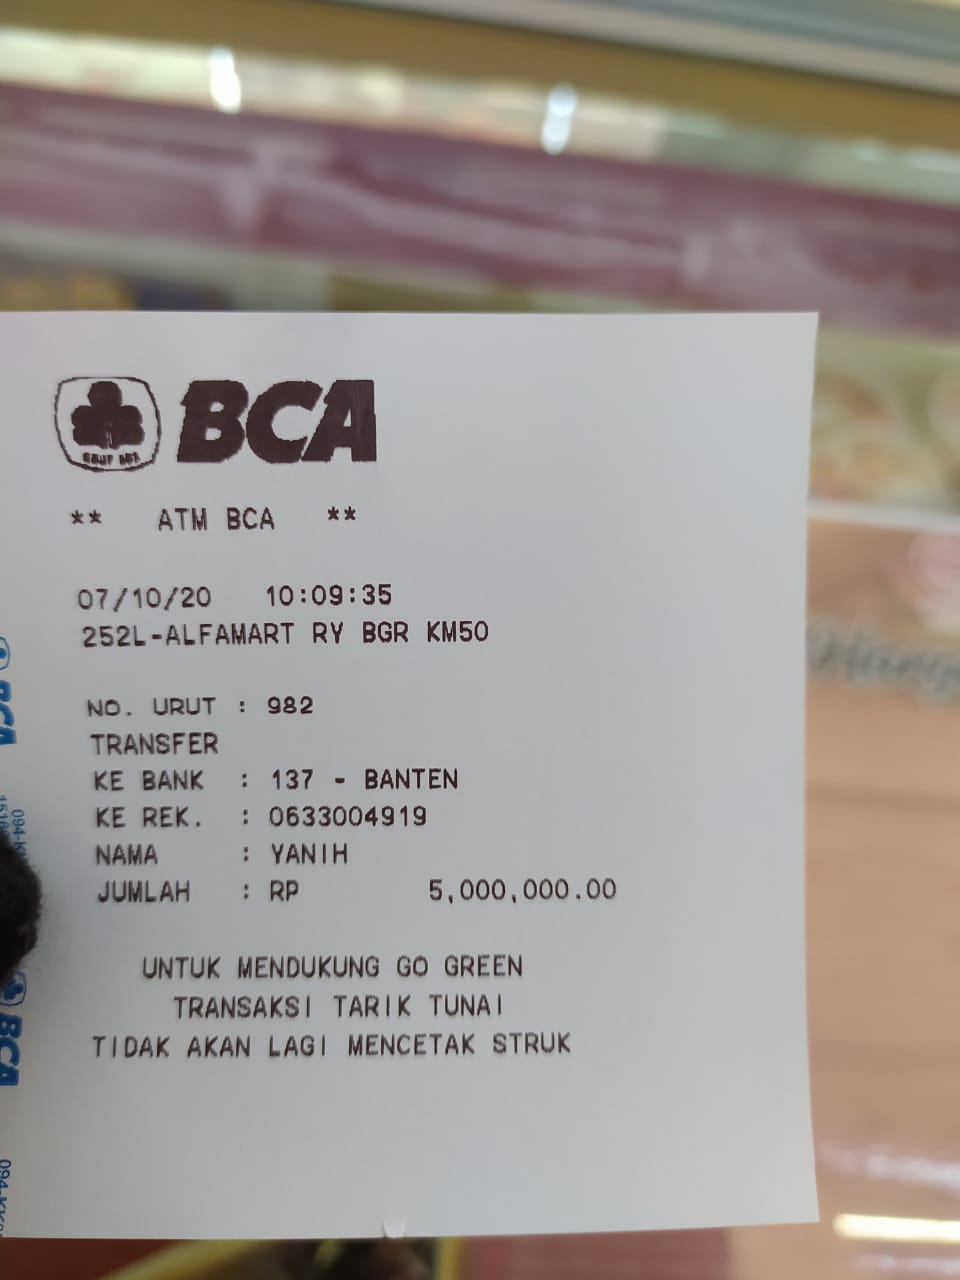 BCA
** ATM BCA **
07/10/20 10:09:35
252L-ALFAMART RY BGR KM50
NO. URUT : 982
TRANSFER
KE BANK : 137 - BANTEN
KE REK. : 0633004919
NAMA : YANIH
JUMLAH : RP 5,000,000.00
UNTUK MENDUKUNG GO GREEN
TRANSAKSI TARIK TUNAI
TIDAK AKAN LAGI MENCETAK STRUK
BCA
BCA